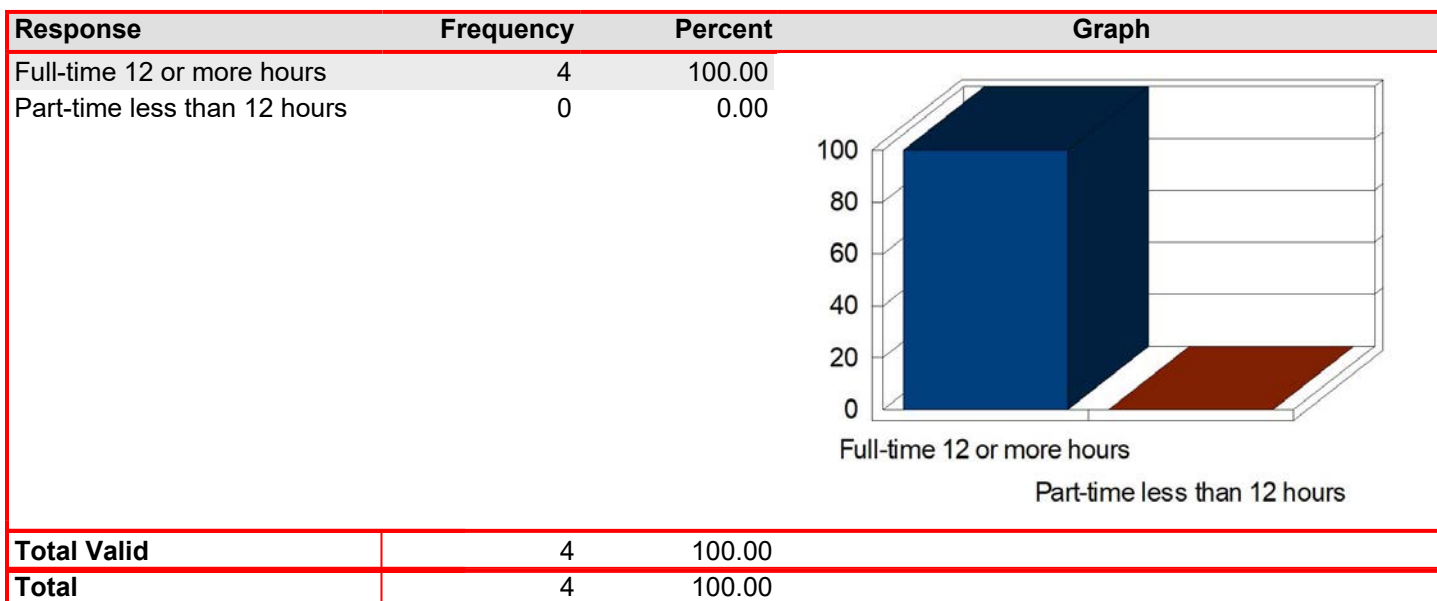 Response Frequency Percent Graph
Full-time 12 or more hours 4 100.00
Part-time less than 12 hours 0 0.00
100
80
60
40
20
0
Full-time 12 or more hours
Part-time less than 12 hours
Total Valid 4 100.00
Total 4 100.00